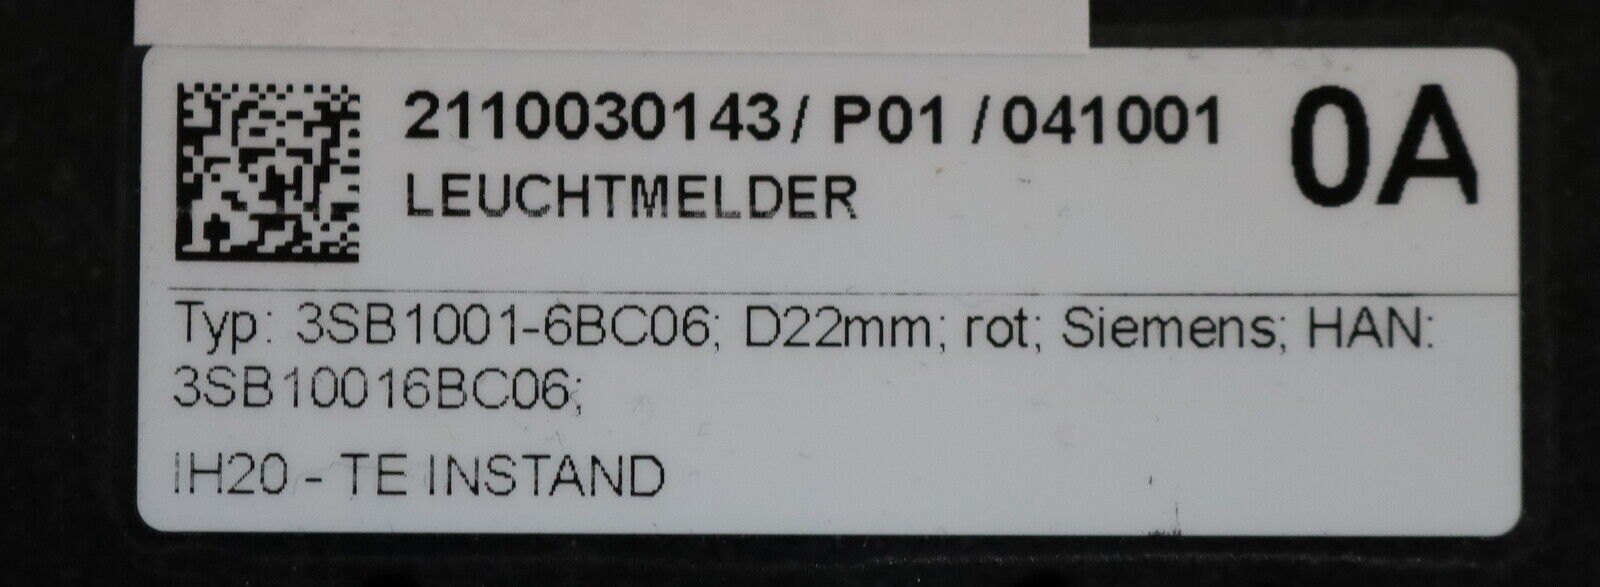 2110030143/ P01 /041001 0A
LEUCHTMELDER
Typ: 3SB1001-6BC06; D22mm; rot; Siemens; HAN:
3SB10016BC06;
IH20 - TE INSTAND